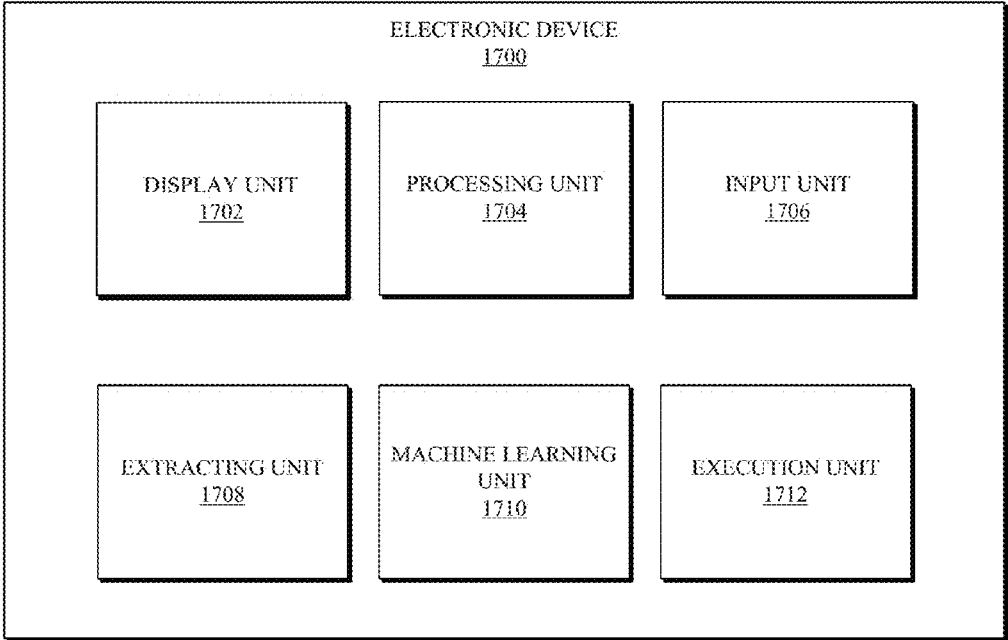 ELECTRONIC DEVICE
1700
DISPLAY UNIT
1702
PROCESSING UNIT
1704
INPUT UNIT
1706
EXTRACTING UNIT
1708
MACHINE LEARNING
UNIT
1710
EXECUTION UNIT
1712